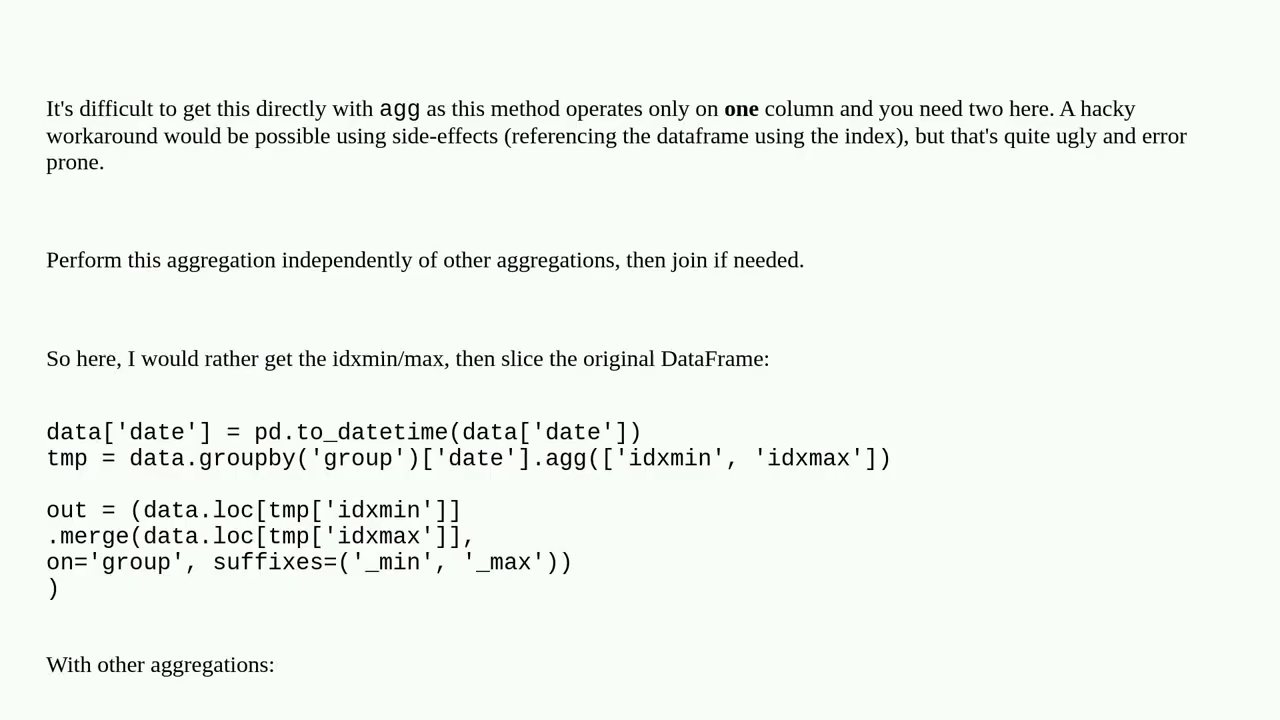 It's difficult to get this directly with agg as this method operates only on one column and you need two here. A hacky
workaround would be possible using side-effects (referencing the dataframe using the index), but that's quite ugly and error
prone.
Perform this aggregation independently of other aggregations, then join if needed.
So here, I would rather get the idxmin/max, then slice the original DataFrame:
data['date'] = pd.to_datetime(data['date'])
tmp = data.groupby('group')['date'].agg(['idxmin', 'idxmax'])
out = (data.loc[tmp['idxmin']]
.merge(data.loc[tmp['idxmax']],
on='group', suffixes=('_min', '_max'))
)
With other aggregations: